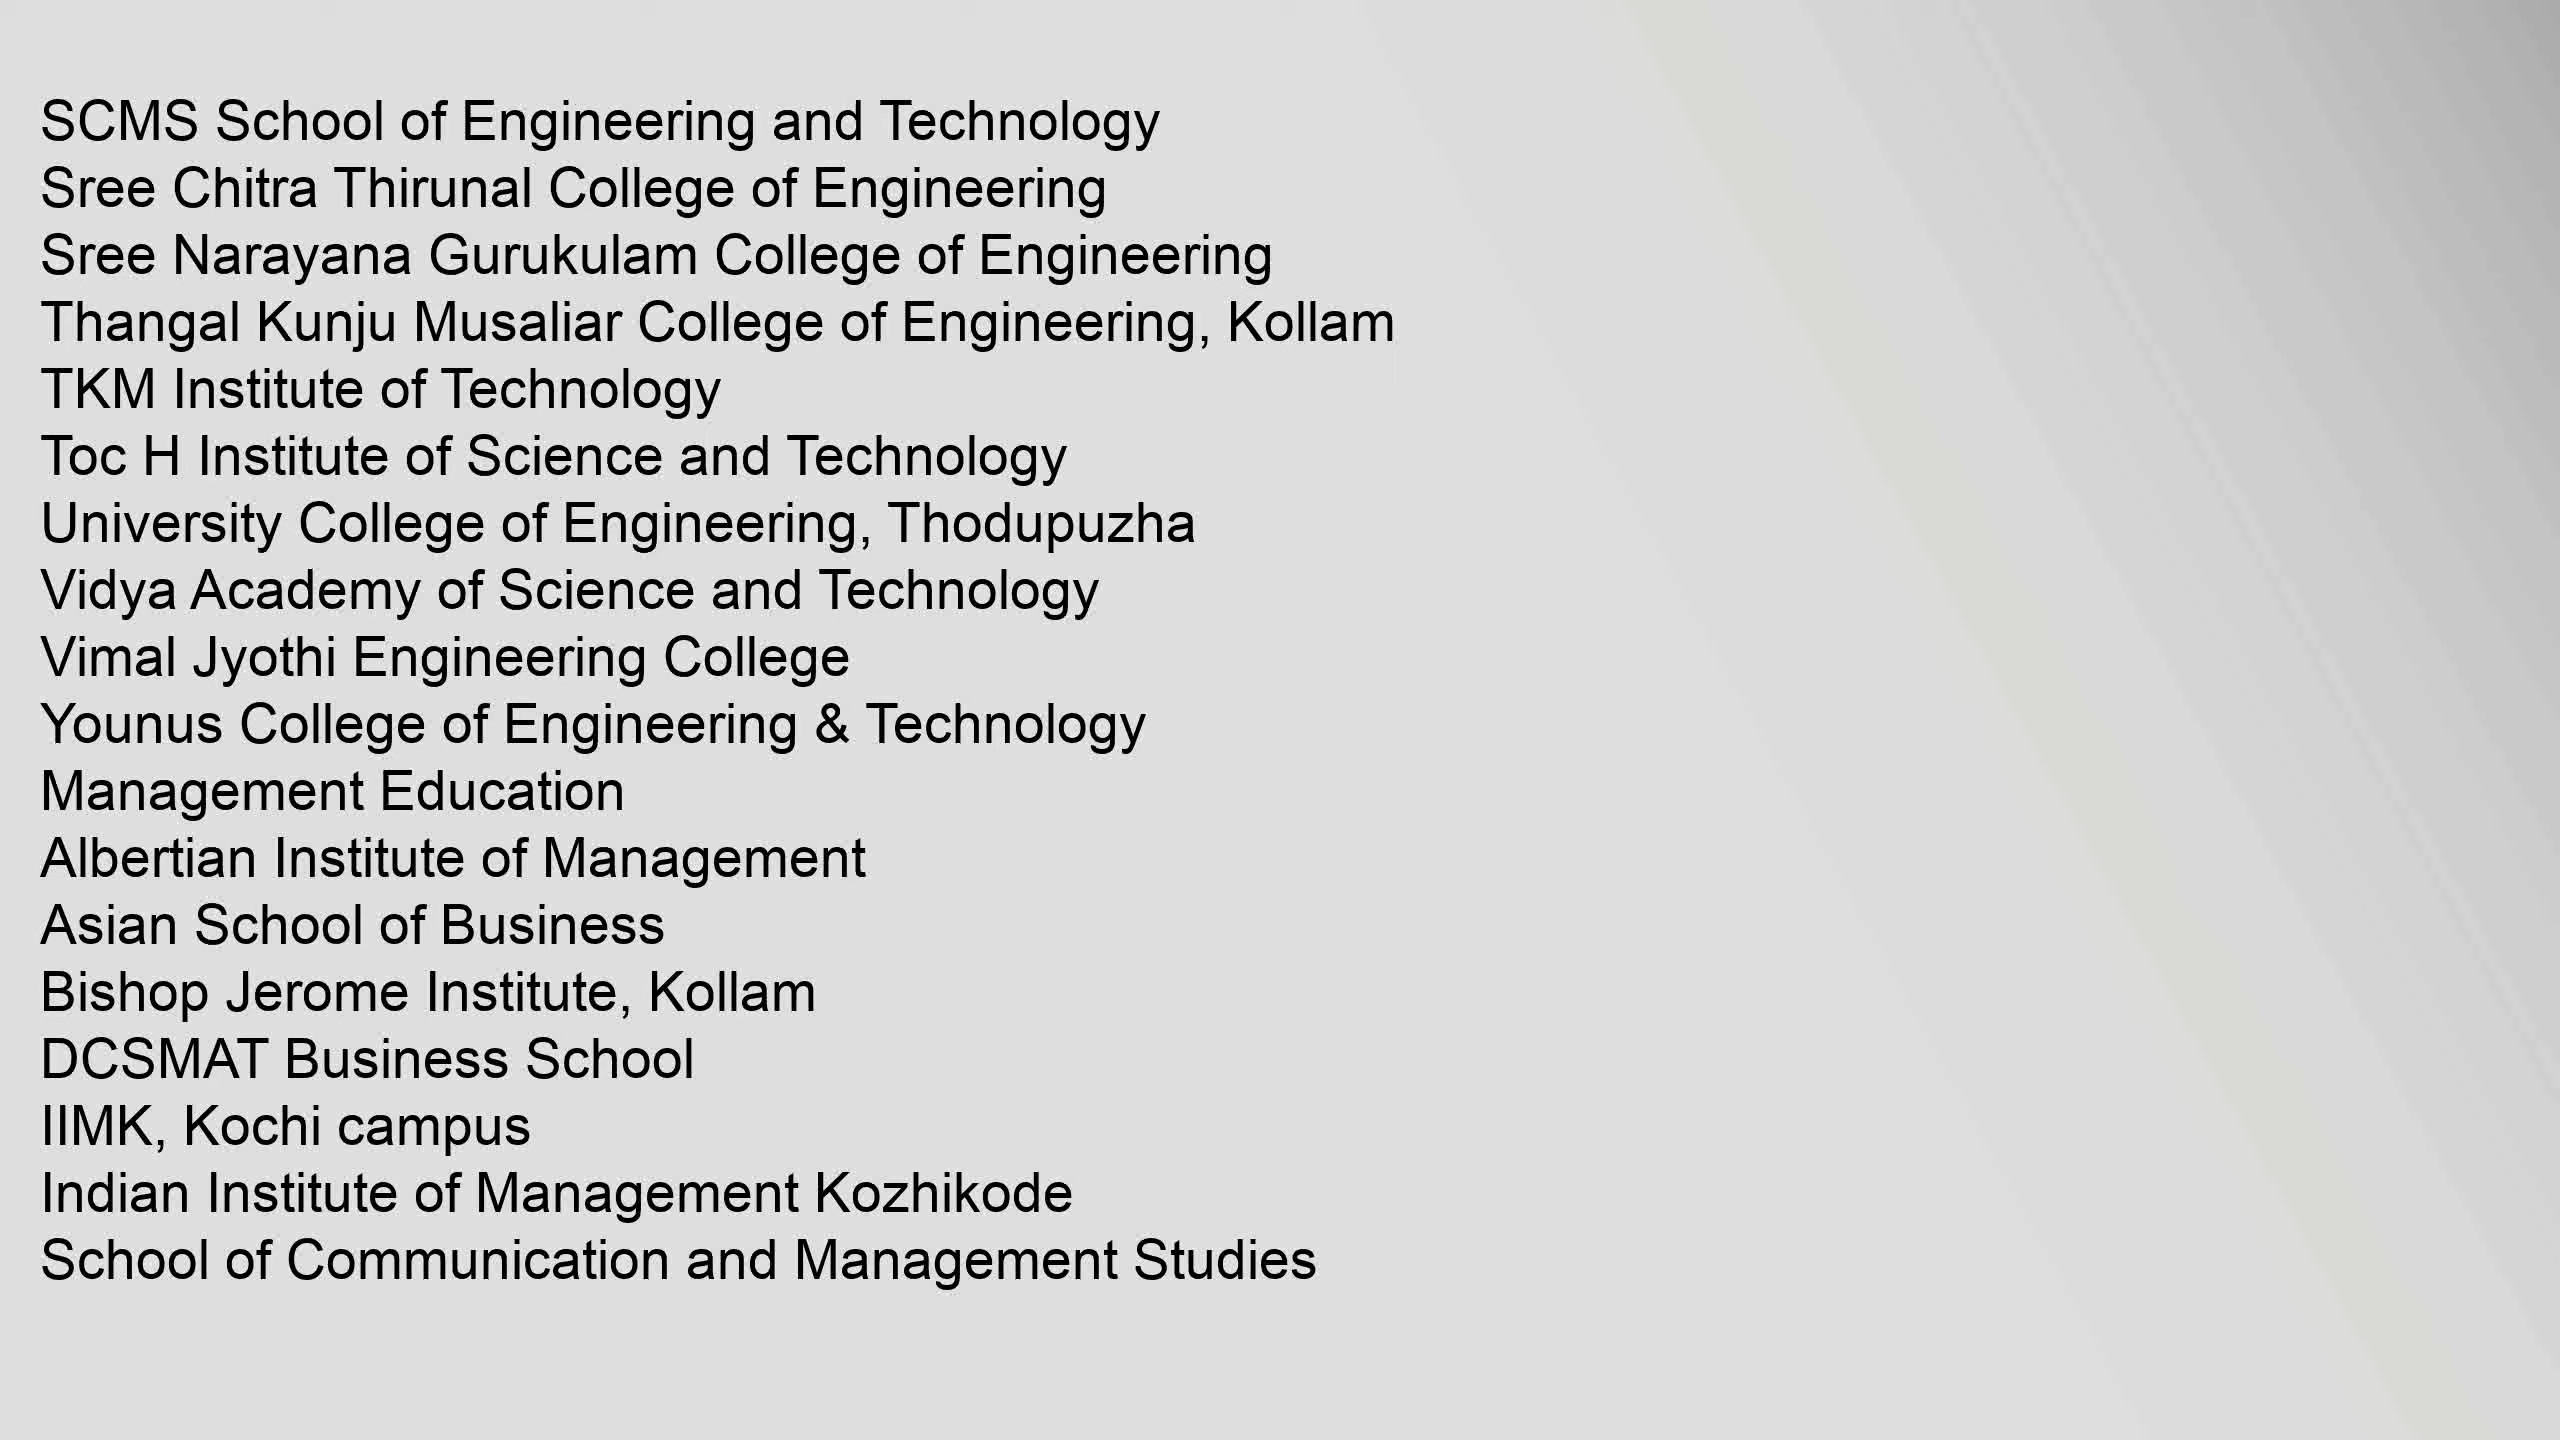 SCMS School of Engineering and Technology
Sree Chitra Thirunal College of Engineering
Sree Narayana Gurukulam College of Engineering
Thangal Kunju Musaliar College of Engineering, Kollam
TKM Institute of Technology
Toc H Institute of Science and Technology
University College of Engineering, Thodupuzha
Vidya Academy of Science and Technology
Vimal Jyothi Engineering College
Younus College of Engineering & Technology
Management Education
Albertian Institute of Management
Asian School of Business
Bishop Jerome Institute, Kollam
DCSMAT Business School
IIMK, Kochi campus
Indian Institute of Management Kozhikode
School of Communication and Management Studies